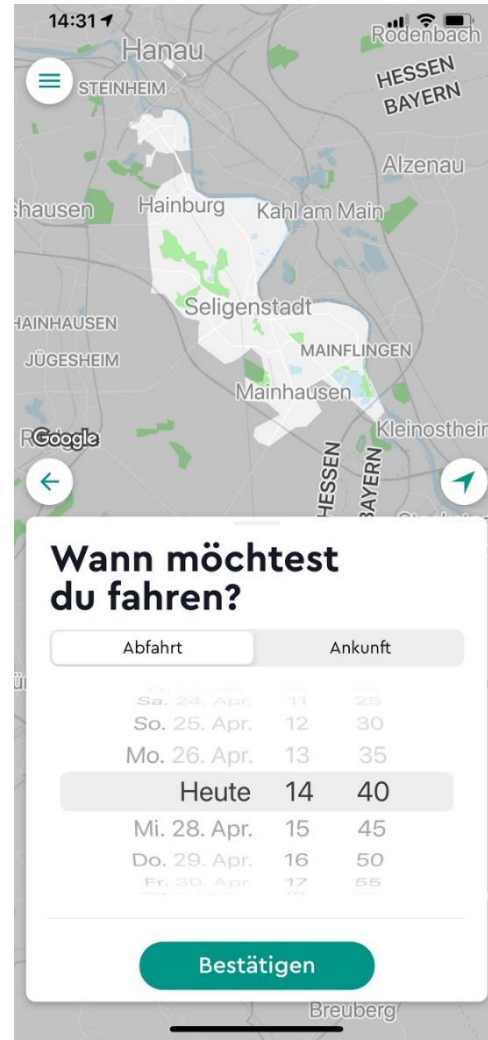 14:31
Hanau
Rodenbach
STEINHEIM
HESSEN
BAYERN
Alzenau
shausen
Hainburg
Kahl am Main
Seligenstadt
HAINHAUSEN
MAINFLINGEN
JÜGESHEIM
Mainhausen
Google
Kleinosthein
HESSEN
BAYERN
Wann möchtest
du fahren?
Abfahrt Ankunft
Sa. 24. Apr. 11 25
So. 25. Apr. 12 30
Mo. 26. Apr. 13 35
Heute 14 40
Mi. 28. Apr. 15 45
Do. 29. Apr. 16 50
Fr. 30. Apr. 17 55
Bestätigen
Breuberg